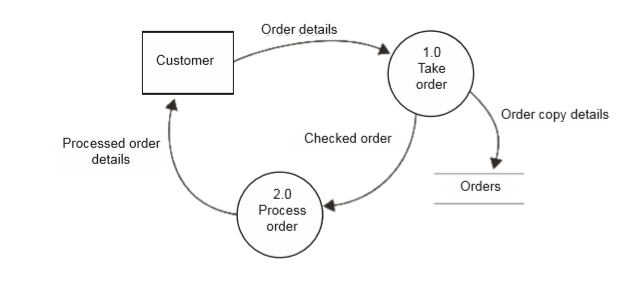 Order details
Customer
1.0
Take
order
Order copy details
Checked order
Processed order
details
Orders
2.0
Process
order